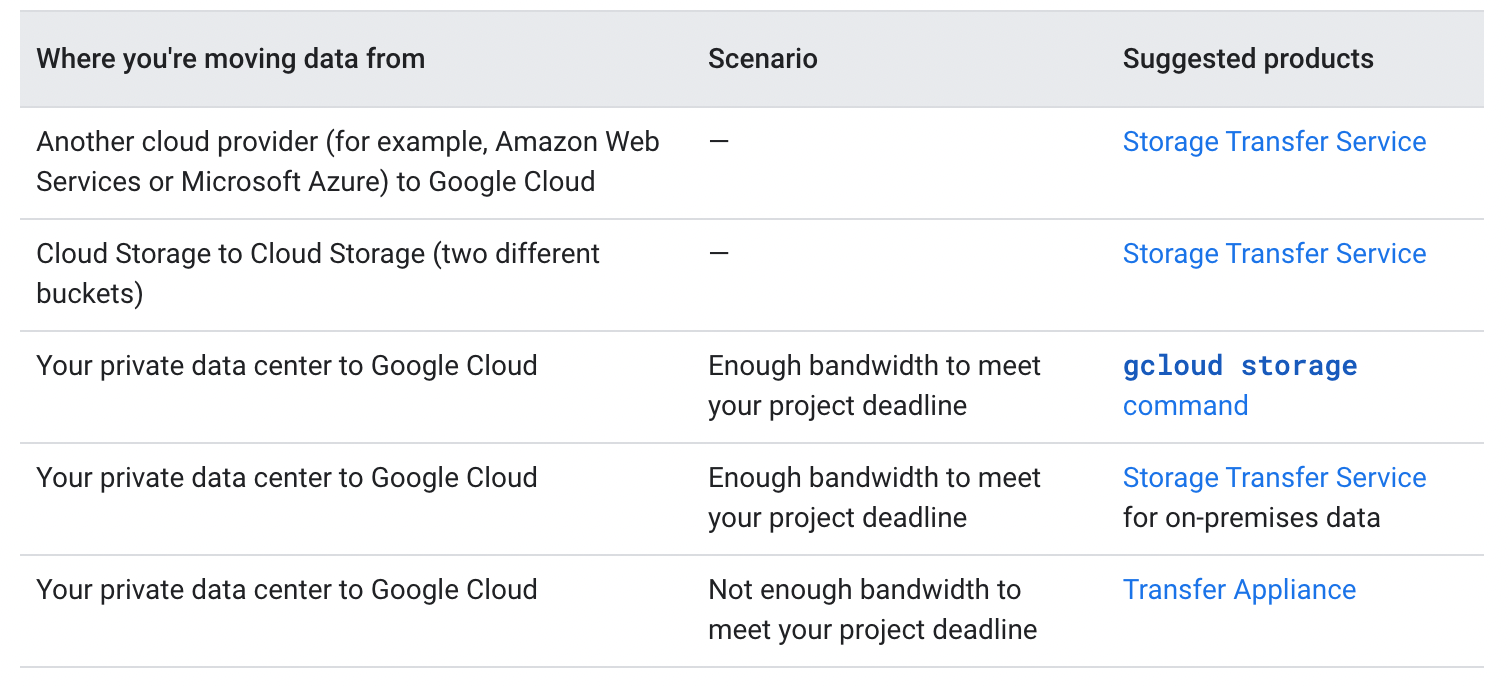 Where you're moving data from Scenario Suggested products
Another cloud provider (for example, Amazon Web — Storage Transfer Service
Services or Microsoft Azure) to Google Cloud
Cloud Storage to Cloud Storage (two different — Storage Transfer Service
buckets)
Your private data center to Google Cloud Enough bandwidth to meet gcloud storage
your project deadline command
Your private data center to Google Cloud Enough bandwidth to meet Storage Transfer Service
your project deadline for on-premises data
Your private data center to Google Cloud Not enough bandwidth to Transfer Appliance
meet your project deadline